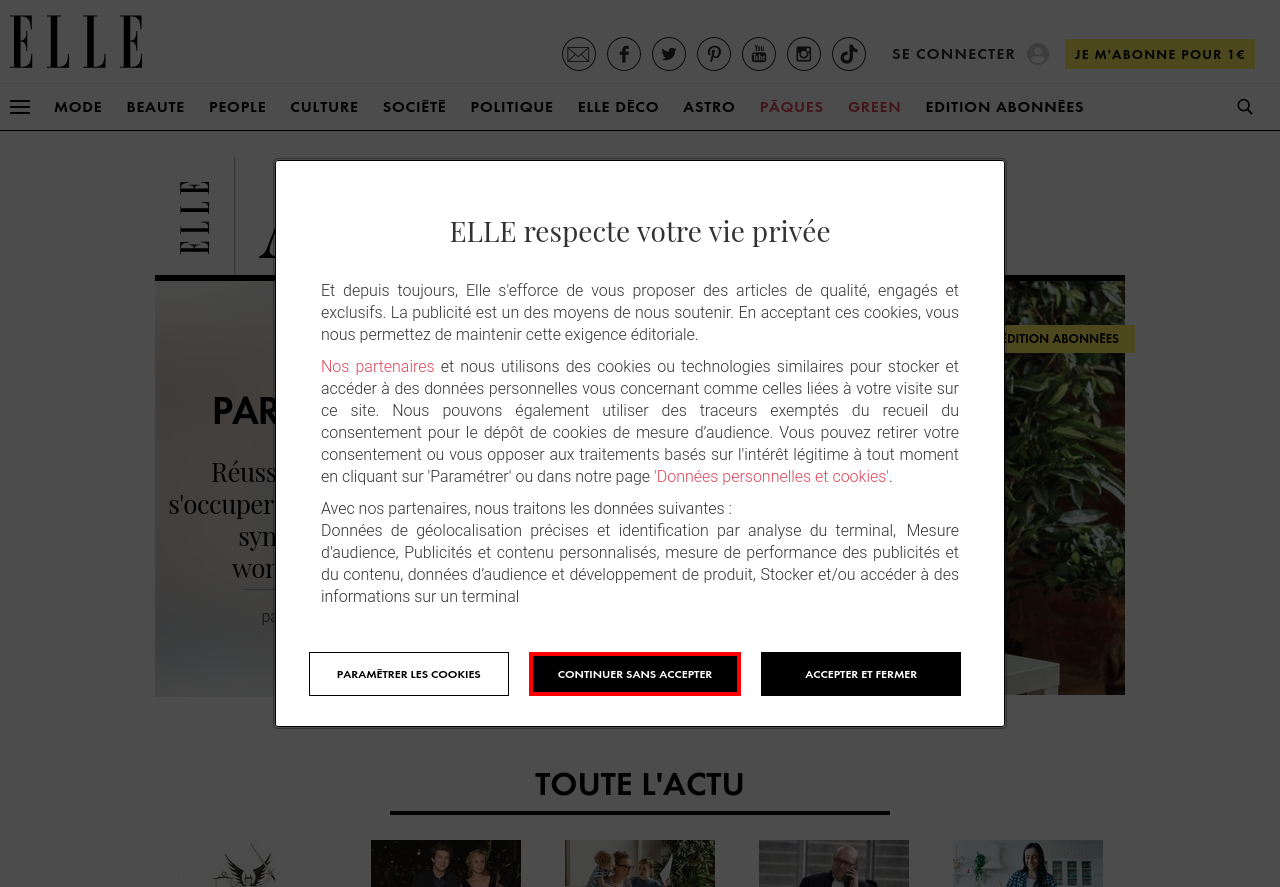 ELLE
SE CONNECTER
JE M'ABONNE POUR 1€
MODE BEAUTE PEOPLE CULTURE SOCIÉTÉ POLITIQUE ELLE DÉCO ASTRO PÂQUES GREEN EDITION ABONNÉES
ELLE
EDITION ABONNÉES
PAR
Réuss
s'occuper
syn
wor
pa
ELLE respecte votre vie privée
Et depuis toujours, Elle s'efforce de vous proposer des articles de qualité, engagés et
exclusifs. La publicité est un des moyens de nous soutenir. En acceptant ces cookies, vous
nous permettez de maintenir cette exigence éditoriale.
Nos partenaires et nous utilisons des cookies ou technologies similaires pour stocker et
accéder à des données personnelles vous concernant comme celles liées à votre visite sur
ce site. Nous pouvons également utiliser des traceurs exemptés du recueil du
consentement pour le dépôt de cookies de mesure d’audience. Vous pouvez retirer votre
consentement ou vous opposer aux traitements basés sur l'intérêt légitime à tout moment
en cliquant sur 'Paramétrer' ou dans notre page 'Données personnelles et cookies'.
Avec nos partenaires, nous traitons les données suivantes :
Données de géolocalisation précises et identification par analyse du terminal, Mesure
d'audience, Publicités et contenu personnalisés, mesure de performance des publicités et
du contenu, données d’audience et développement de produit, Stocker et/ou accéder à des
informations sur un terminal
PARAMÉTRER LES COOKIES
CONTINUER SANS ACCEPTER
ACCEPTER ET FERMER
TOUTE L'ACTU